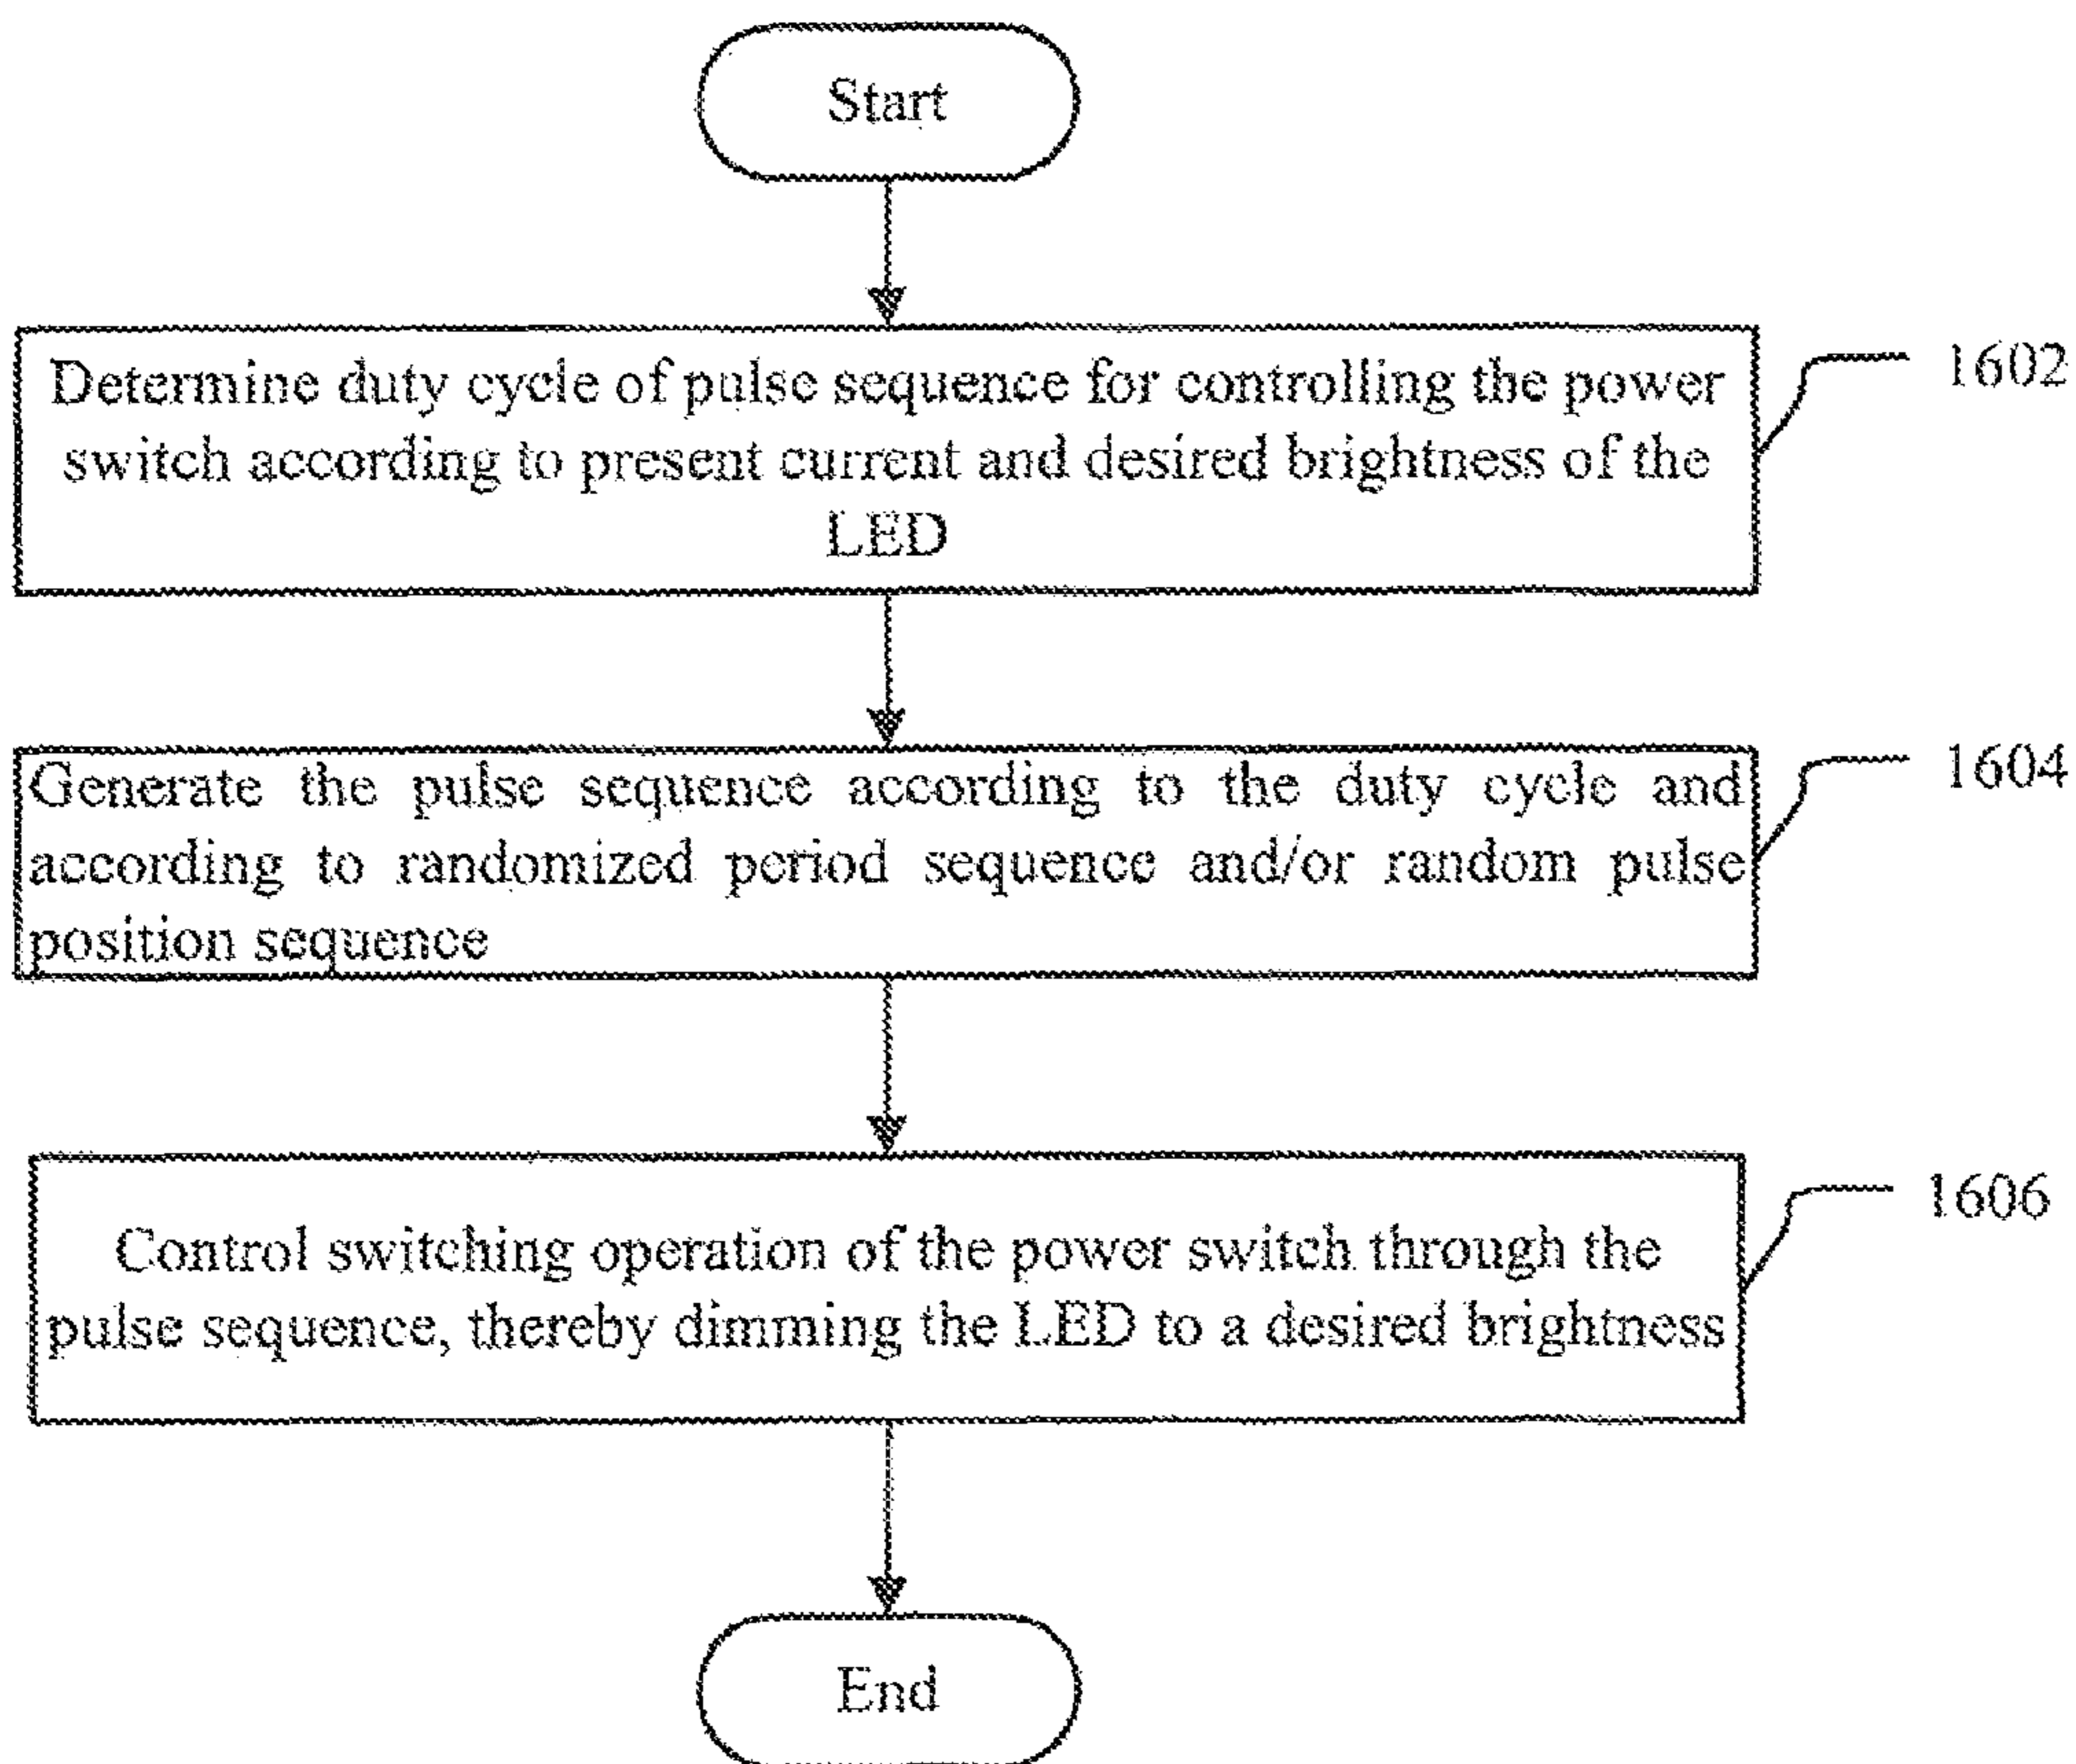 Start
Determine duty cycle of pulse sequence for controlling the power
switch according to present current and desired brightness of the
LED
1602
Generate the pulse sequence according to the duty cycle and
according to randomized period sequence and/or random pulse
position sequence
1604
Control switching operation of the power switch through the
pulse sequence, thereby dimming the LED to a desired brightness
1606
End